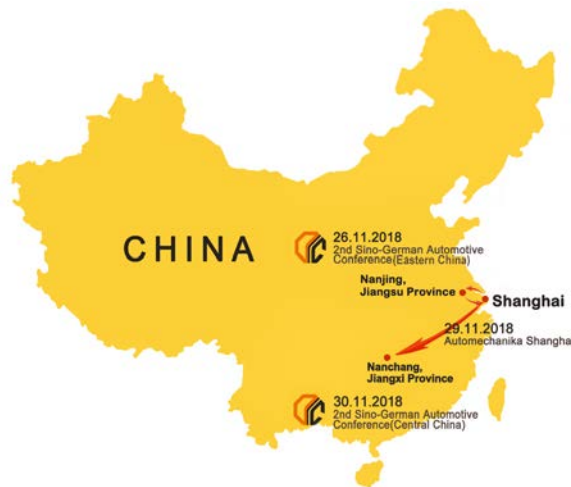 CHINA
26.11.2018
2nd Sino-German Automotive
Conference(Eastern China)
Nanjing,
Jiangsu Province
Shanghai
29.11.2018
Automechanika Shangha
Nanchang,
Jiangxi Province
30.11.2018
2nd Sino-German Automotive
Conference(Central China)